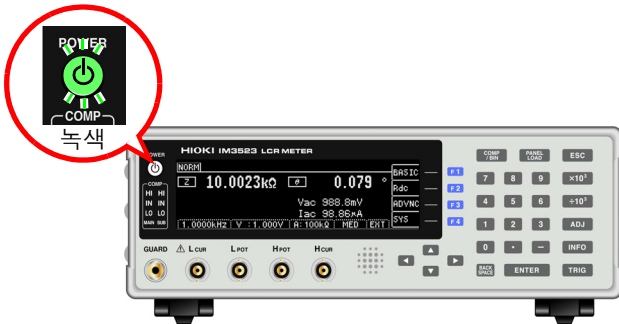 POWER
COMP
녹색
HIOKI IM3523 LCR METER
POWER
COMP
HI HI
IN IN
LO LO
MAIN SUB
NORM
Z 10.0023kΩ θ 0.079 °
Vac 988.8mV
Iac 98.86×A
1.0000kHz V :1.000V A:100kΩ MED EXT
BASIC
Rdc
ADVNC
SYS
F1
F2
F3
F4
COMP / BIN PANEL LOAD ESC
7 8 9 ×10³
4 5 6 ÷10³
1 2 3 ADJ
0 · − INFO
BACK SPACE ENTER TRIG
GUARD ⚠ L CUR L POT H POT H CUR